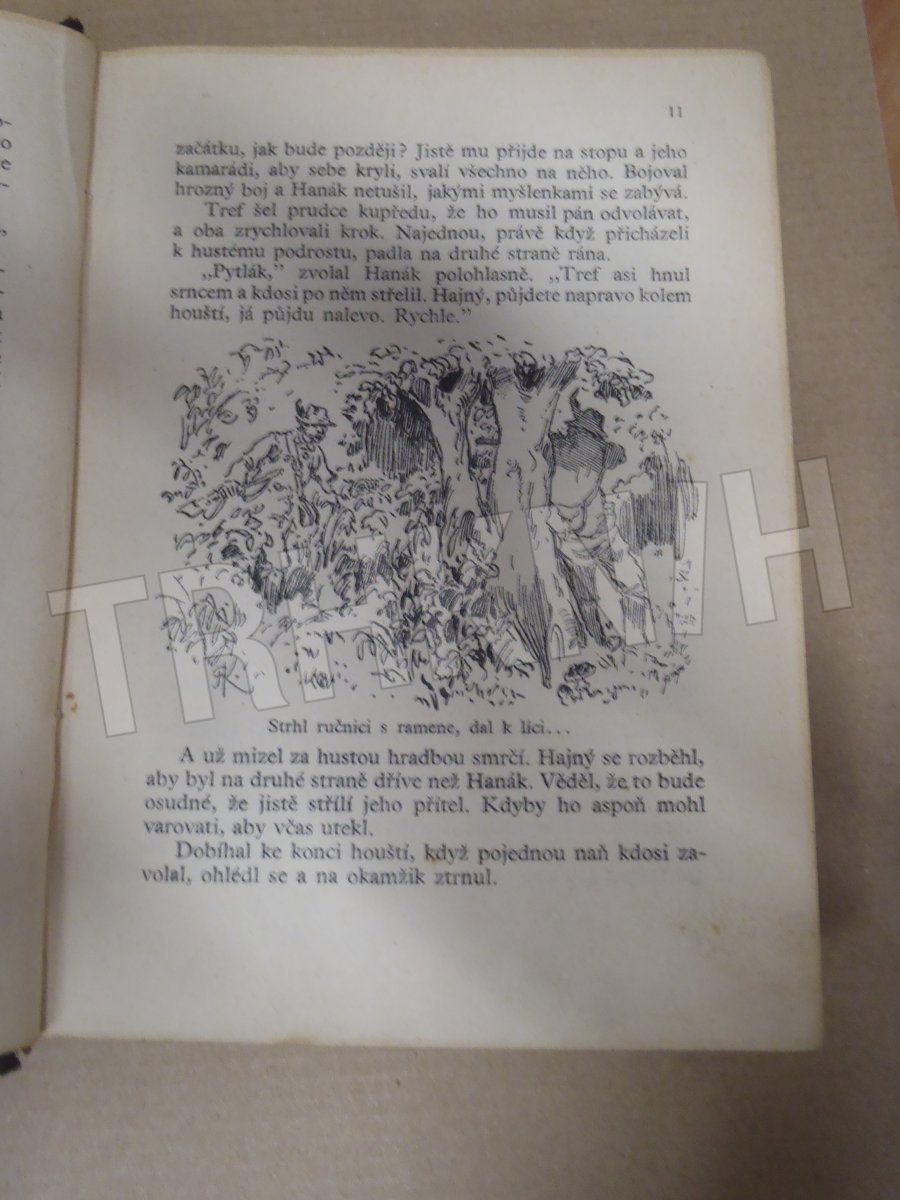 11
začátku, jak bude později? Jistě mu přijde na stopu a jeho
kamarádi, aby sebe kryli, svalí všechno na něho. Bojoval
hrozný boj a Hanák netušil, jakými myšlenkami se zabývá.
Tref šel prudce kupředu, že ho musil pán odvolávat,
a oba zrychlovali krok. Najednou, právě když přicházeli
k hustému podrostu, padla na druhé straně rána.
„Pytlák,” zvolal Hanák polohlasně. „Tref asi hnul
srncem a kdosi po něm střelil. Hajný, půjdete napravo kolem
houští, já půjdu nalevo. Rychle.”
Strhl ručnici s ramene, dal k líci...
A už mizel za hustou hradbou smrčí. Hajný se rozběhl,
aby byl na druhé straně dříve než Hanák. Věděl, že to bude
osudné, že jistě střílí jeho přítel. Kdyby ho aspoň mohl
varovati, aby včas utekl.
Dobíhal ke konci houští, když pojednou naň kdosi za-
volal, ohlédl se a na okamžik ztrnul.